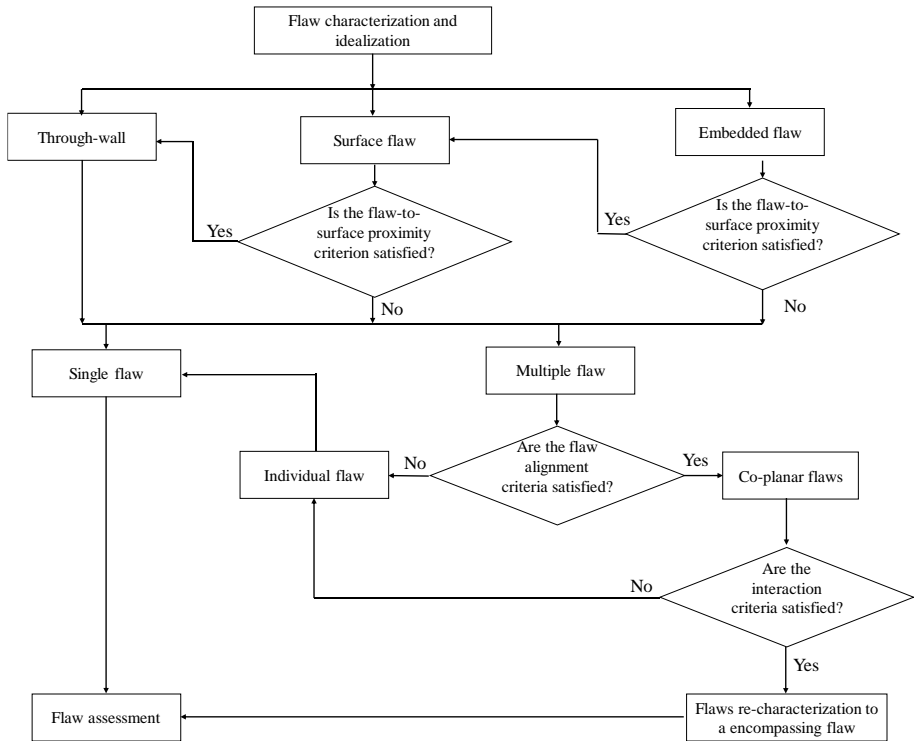 Flaw characterization and
idealization
Through-wall
Surface flaw
Embedded flaw
Is the flaw-to-
surface proximity
criterion satisfied?
Yes
No
Is the flaw-to-
surface proximity
criterion satisfied?
Yes
No
Single flaw
Multiple flaw
Are the flaw
alignment
criteria satisfied?
No
Yes
Individual flaw
Co-planar flaws
Are the
interaction
criteria satisfied?
No
Yes
Flaw assessment
Flaws re-characterization to
a encompassing flaw